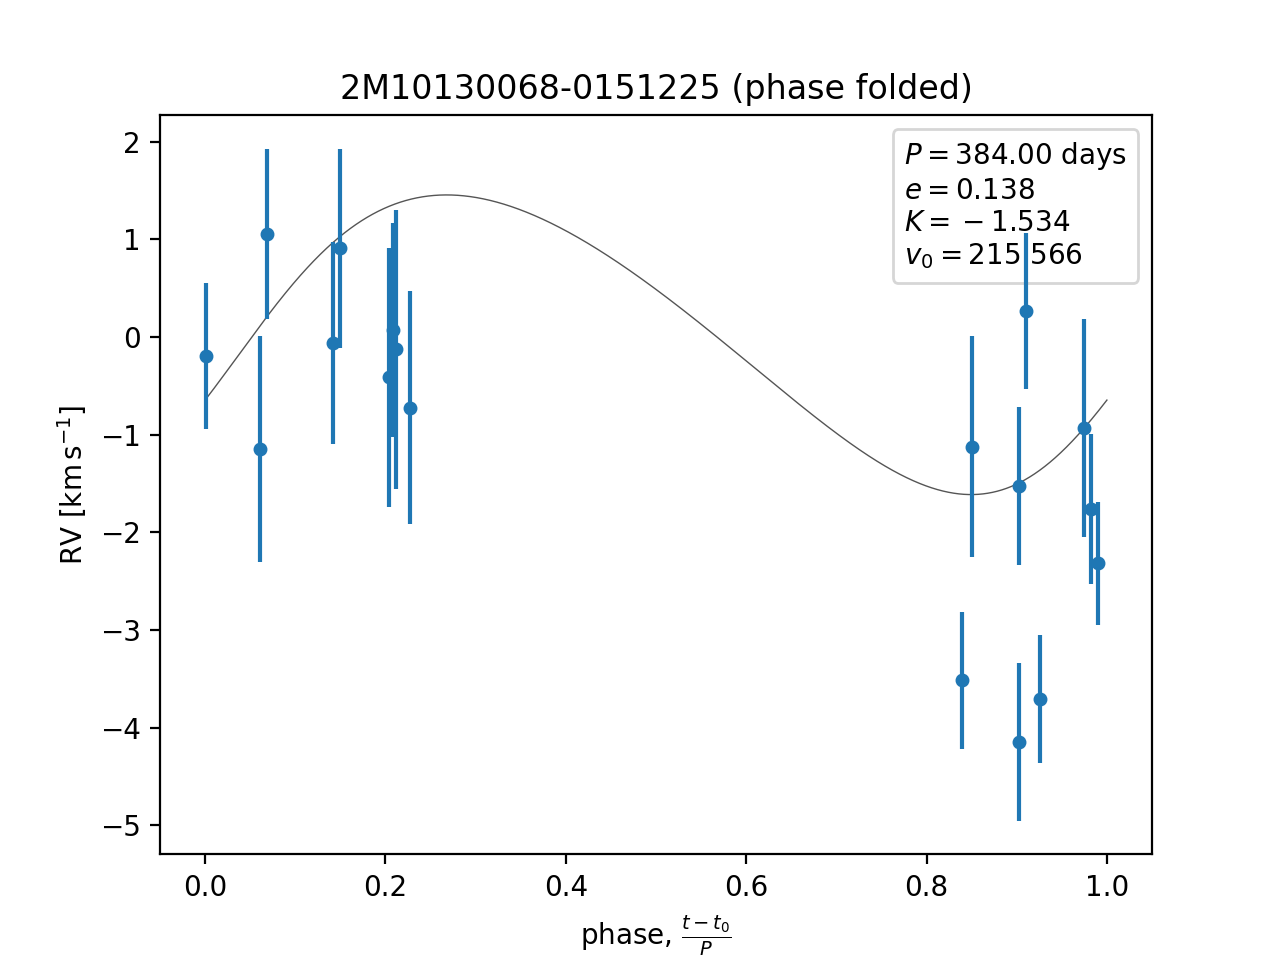 2M10130068-0151225 (phase folded)
P = 384.00 days
e = 0.138
K = −1.534
v₀ = 215.566
2
1
0
−1
−2
−3
−4
−5
RV [km s⁻¹]
0.0 0.2 0.4 0.6 0.8 1.0
phase, (t − t₀)/P